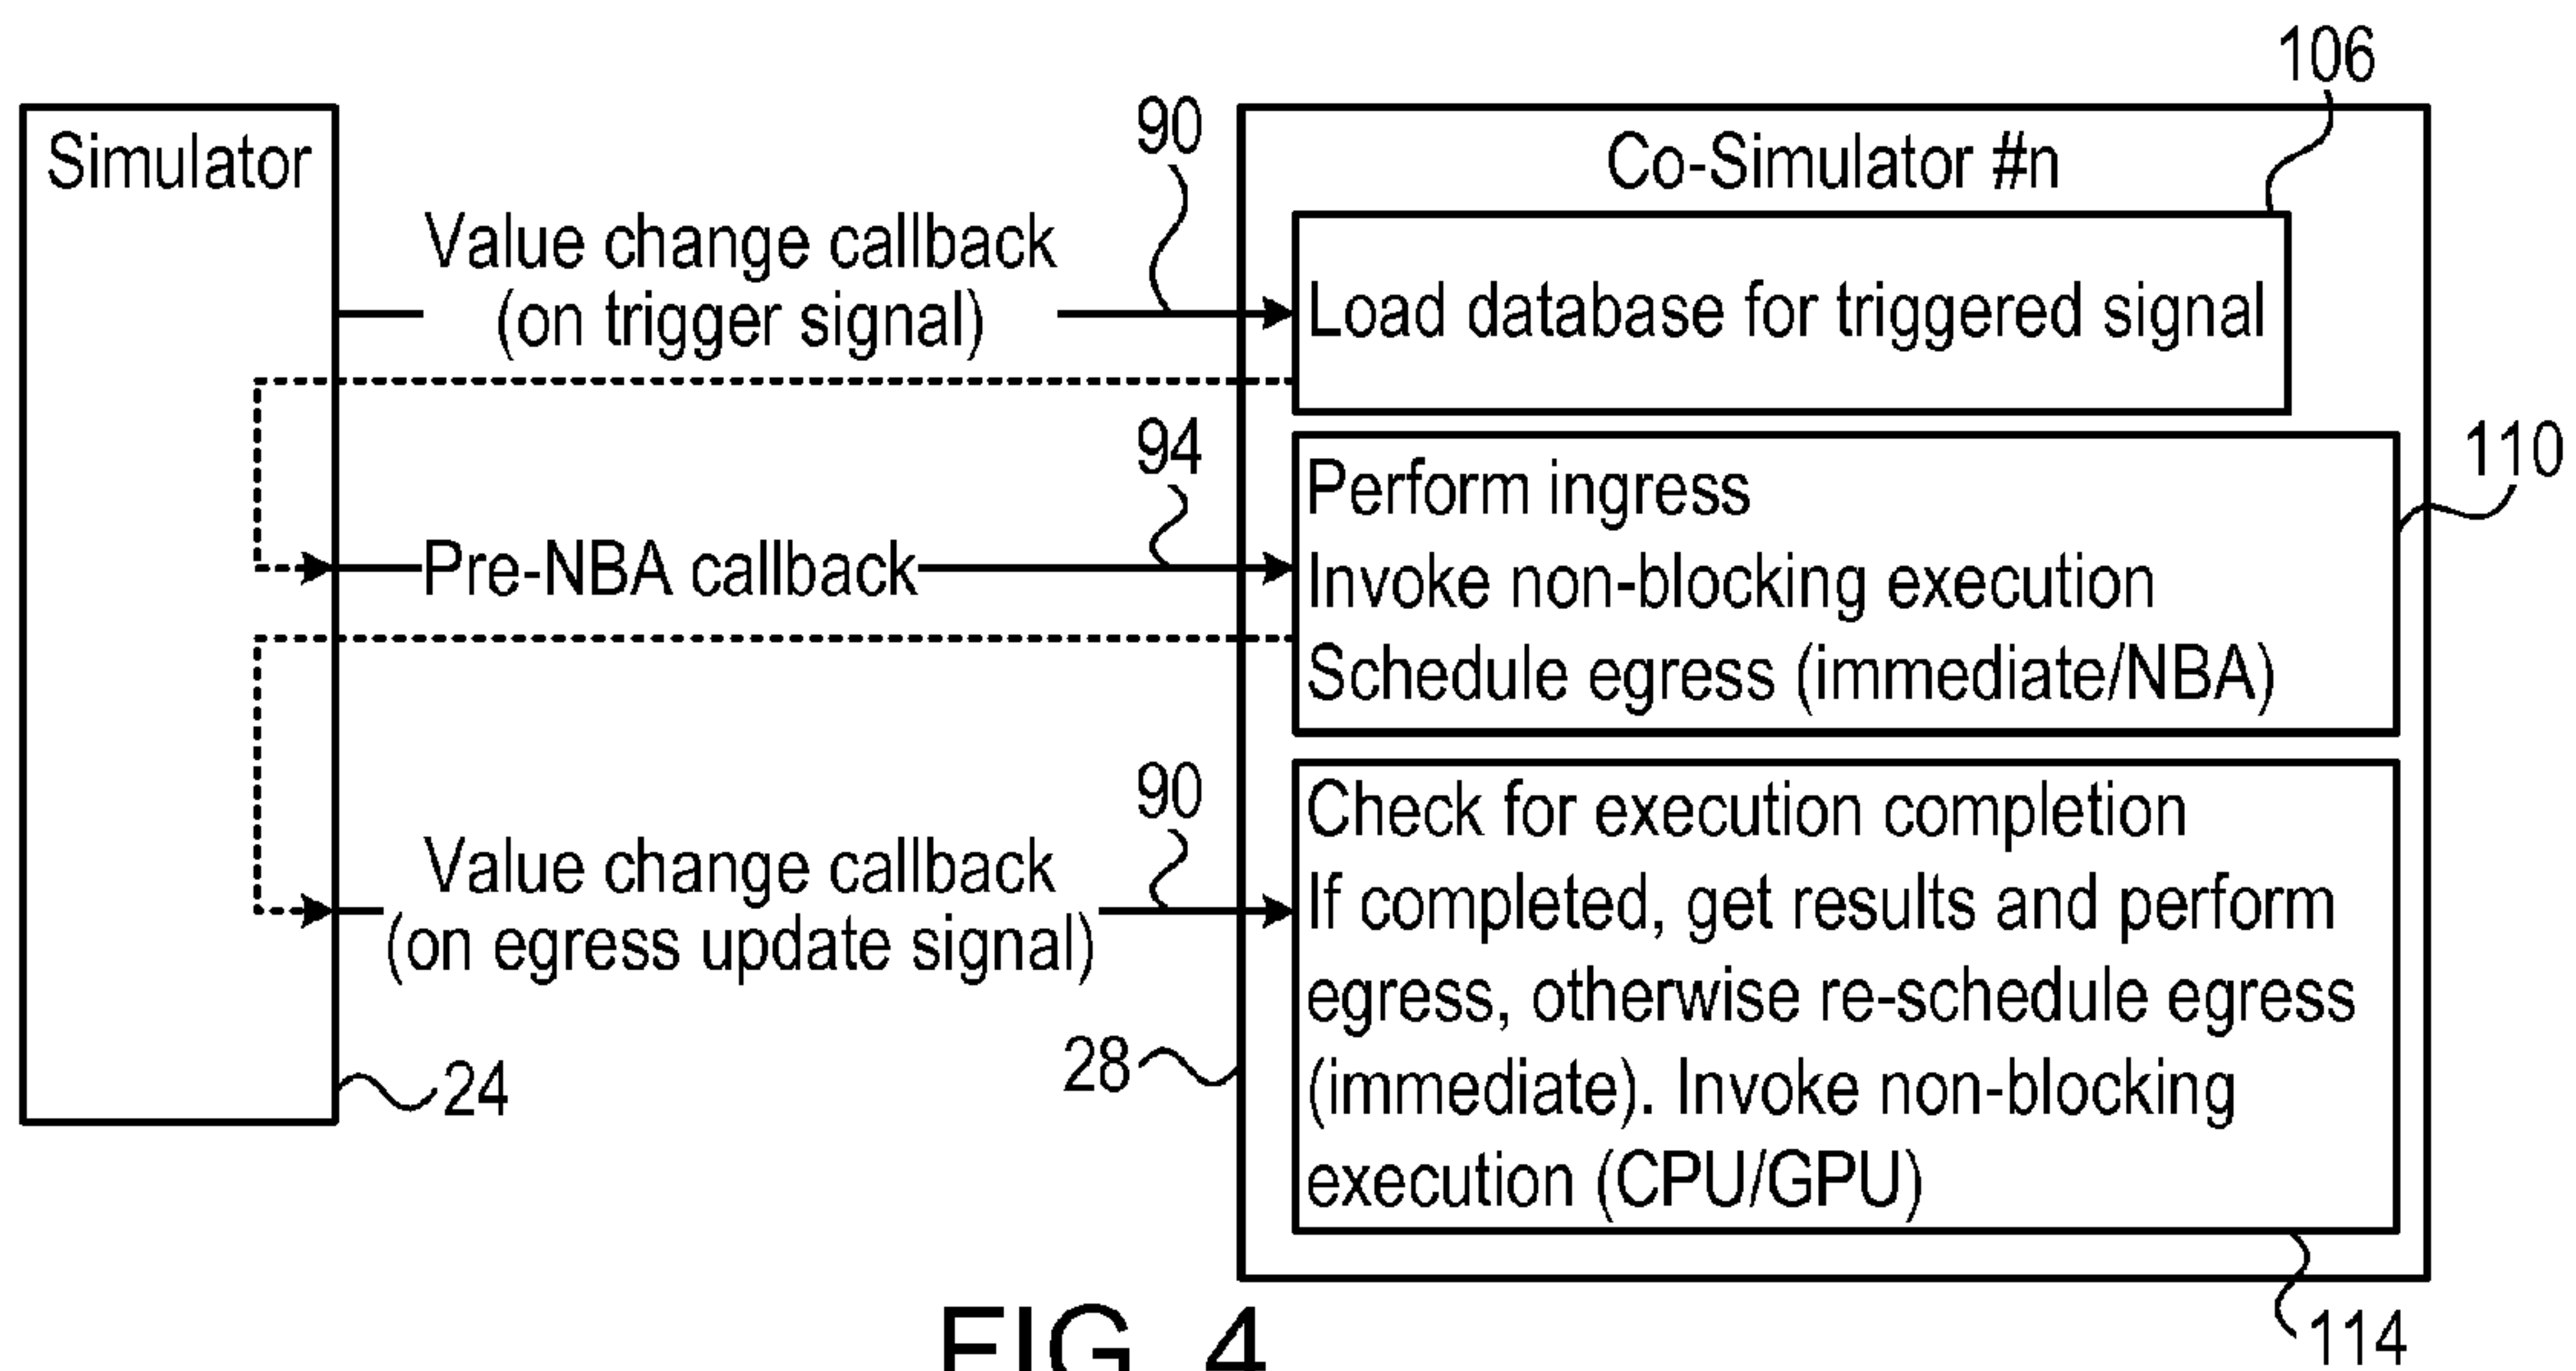 106
90
Simulator
Co-Simulator #n
Value change callback
(on trigger signal)
Load database for triggered signal
94
110
Perform ingress
Pre-NBA callback
Invoke non-blocking execution
Schedule egress (immediate/NBA)
90
Check for execution completion
Value change callback
(on egress update signal)
If completed, get results and perform
egress, otherwise re-schedule egress
28
24
(immediate). Invoke non-blocking
execution (CPU/GPU)
114
FIG. 4